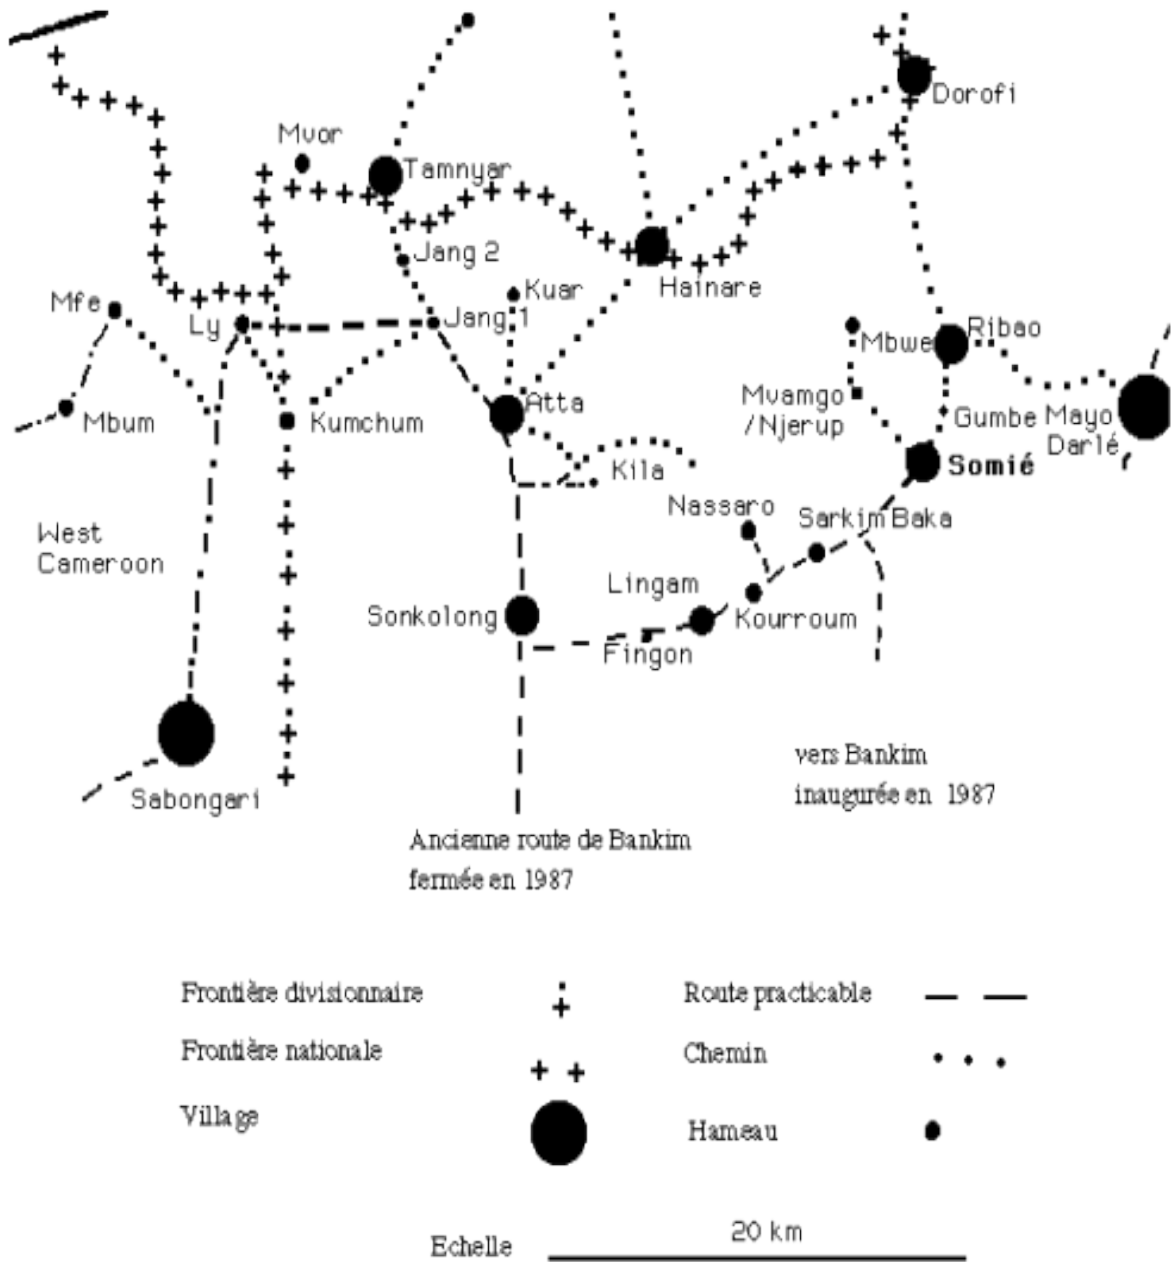 Dorofi
Mvor
Tamnyar
Jang 2
Hainare
Kuar
Mfe
Ly
Jang 1
Ribao
Mbwe
Mbum
Kumchum
Atta
Mvamgo
/Njerup
Gumbe
Mayo
Darlé
Somié
Kila
Nassaro
Sarkim Baka
West
Cameroon
Lingam
Sonkolong
Kourroum
Fingon
Sabongari
vers Bankim
inaugurée en 1987
Ancienne route de Bankim
fermée en 1987
Frontière divisionnaire
Route practicable
Frontière nationale
Chemin
Village
Hameau
Echelle
20 km